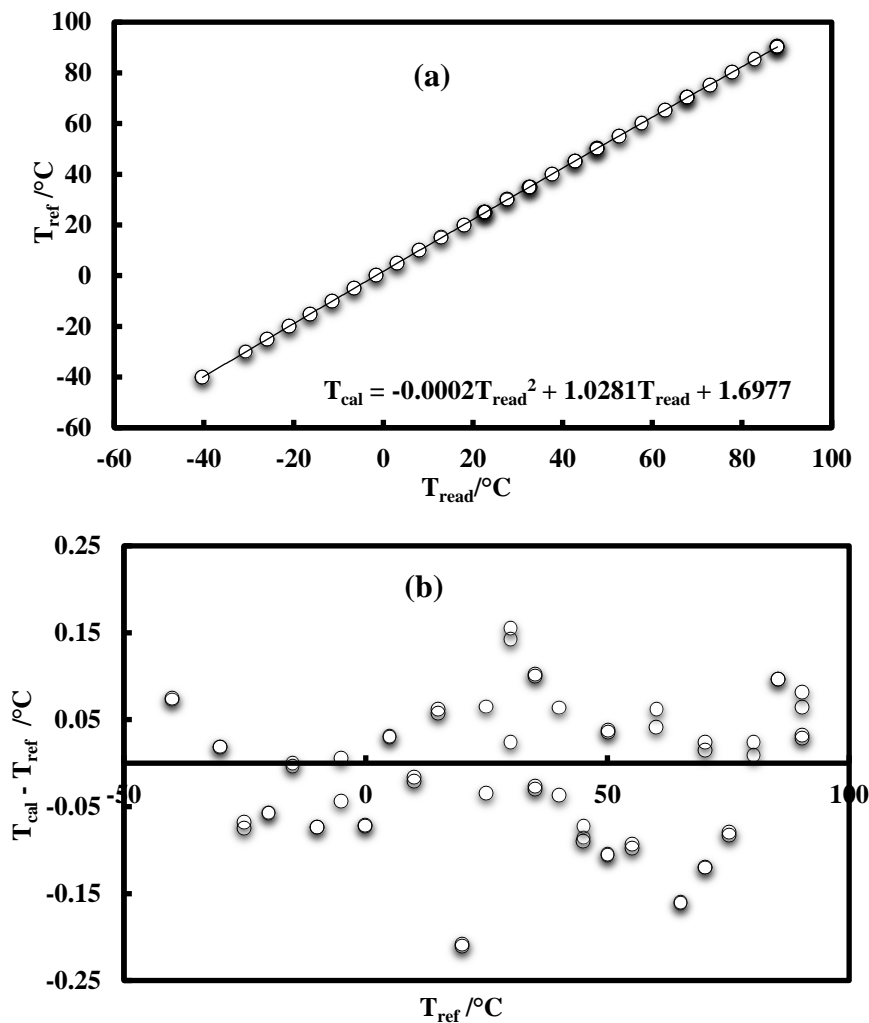 100
80
60
40
20
0
-20
-40
-60
T_ref /°C
(a)
T_cal = -0.0002T_read² + 1.0281T_read + 1.6977
-60 -40 -20 0 20 40 60 80 100
T_read/°C
0.25
0.15
0.05
-0.05
-0.15
-0.25
T_cal - T_ref /°C
(b)
-50 0 50 100
T_ref /°C